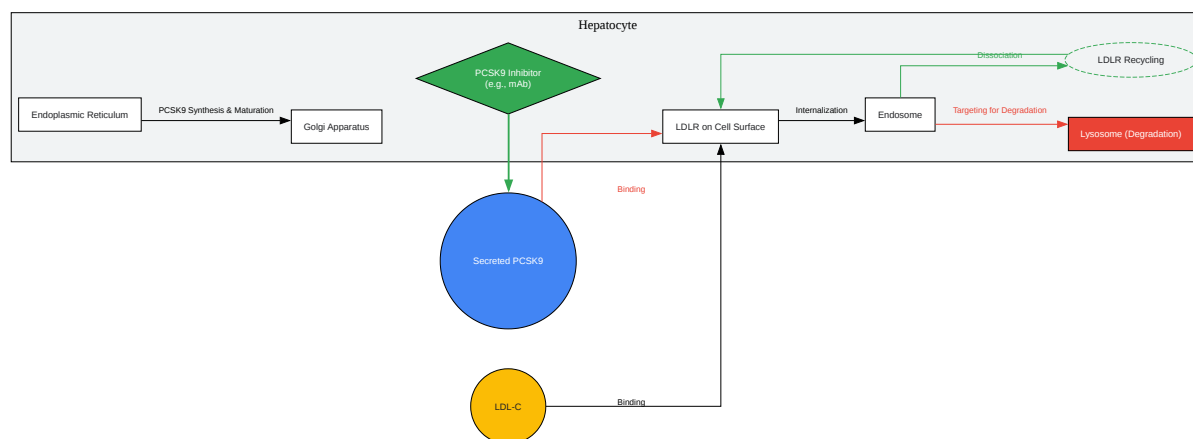 Hepatocyte
PCSK9 Inhibitor
(e.g., mAb)
Dissociation
LDLR Recycling
Endoplasmic Reticulum
PCSK9 Synthesis & Maturation
Golgi Apparatus
LDLR on Cell Surface
Internalization
Endosome
Targeting for Degradation
Lysosome (Degradation)
Binding
Secreted PCSK9
LDL-C
Binding